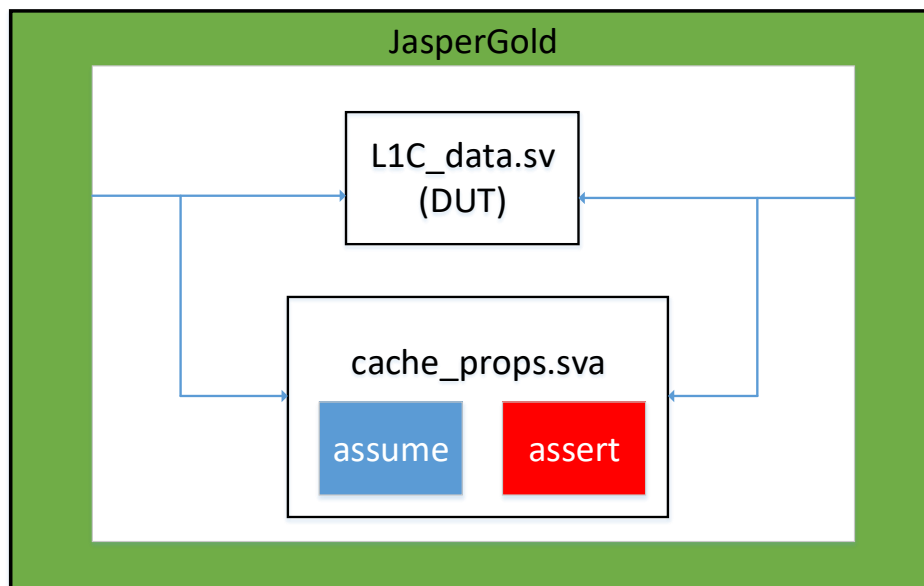 JasperGold
L1C_data.sv
(DUT)
cache_props.sva
assume
assert